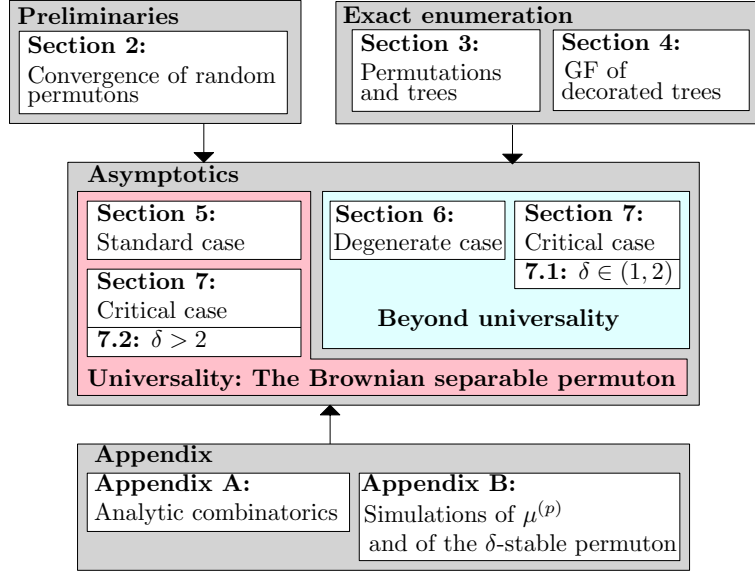 Preliminaries
Section 2:
Convergence of random
permutons
Exact enumeration
Section 3:
Permutations
and trees
Section 4:
GF of
decorated trees
Asymptotics
Section 5:
Standard case
Section 7:
Critical case
7.2: δ > 2
Section 6:
Degenerate case
Section 7:
Critical case
7.1: δ ∈ (1, 2)
Beyond universality
Universality: The Brownian separable permuton
Appendix
Appendix A:
Analytic combinatorics
Appendix B:
Simulations of μ^{(p)}
and of the δ-stable permuton